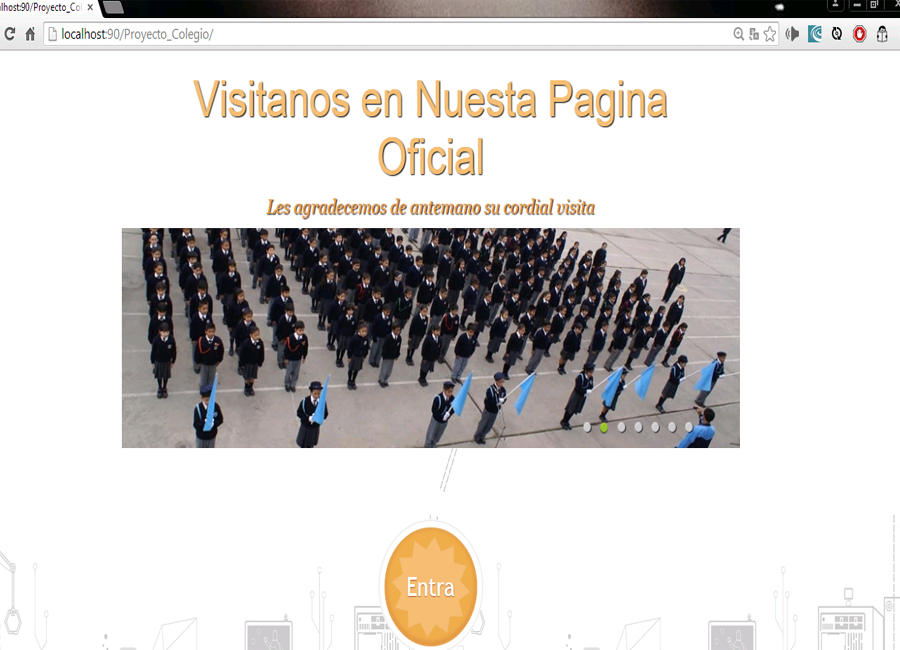 lhost:90/Proyecto_Col
localhost:90/Proyecto_Colegio/
Visitanos en Nuesta Pagina
Oficial
Les agradecemos de antemano su cordial visita
Entra